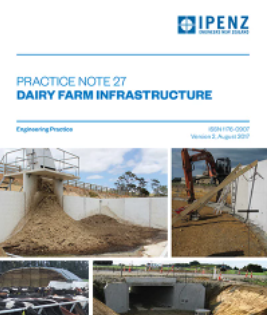 IPENZ
ENGINEERS NEW ZEALAND
PRACTICE NOTE 27
DAIRY FARM INFRASTRUCTURE
Engineering Practice
ISSN 1176-0907
Version 2, August 2017